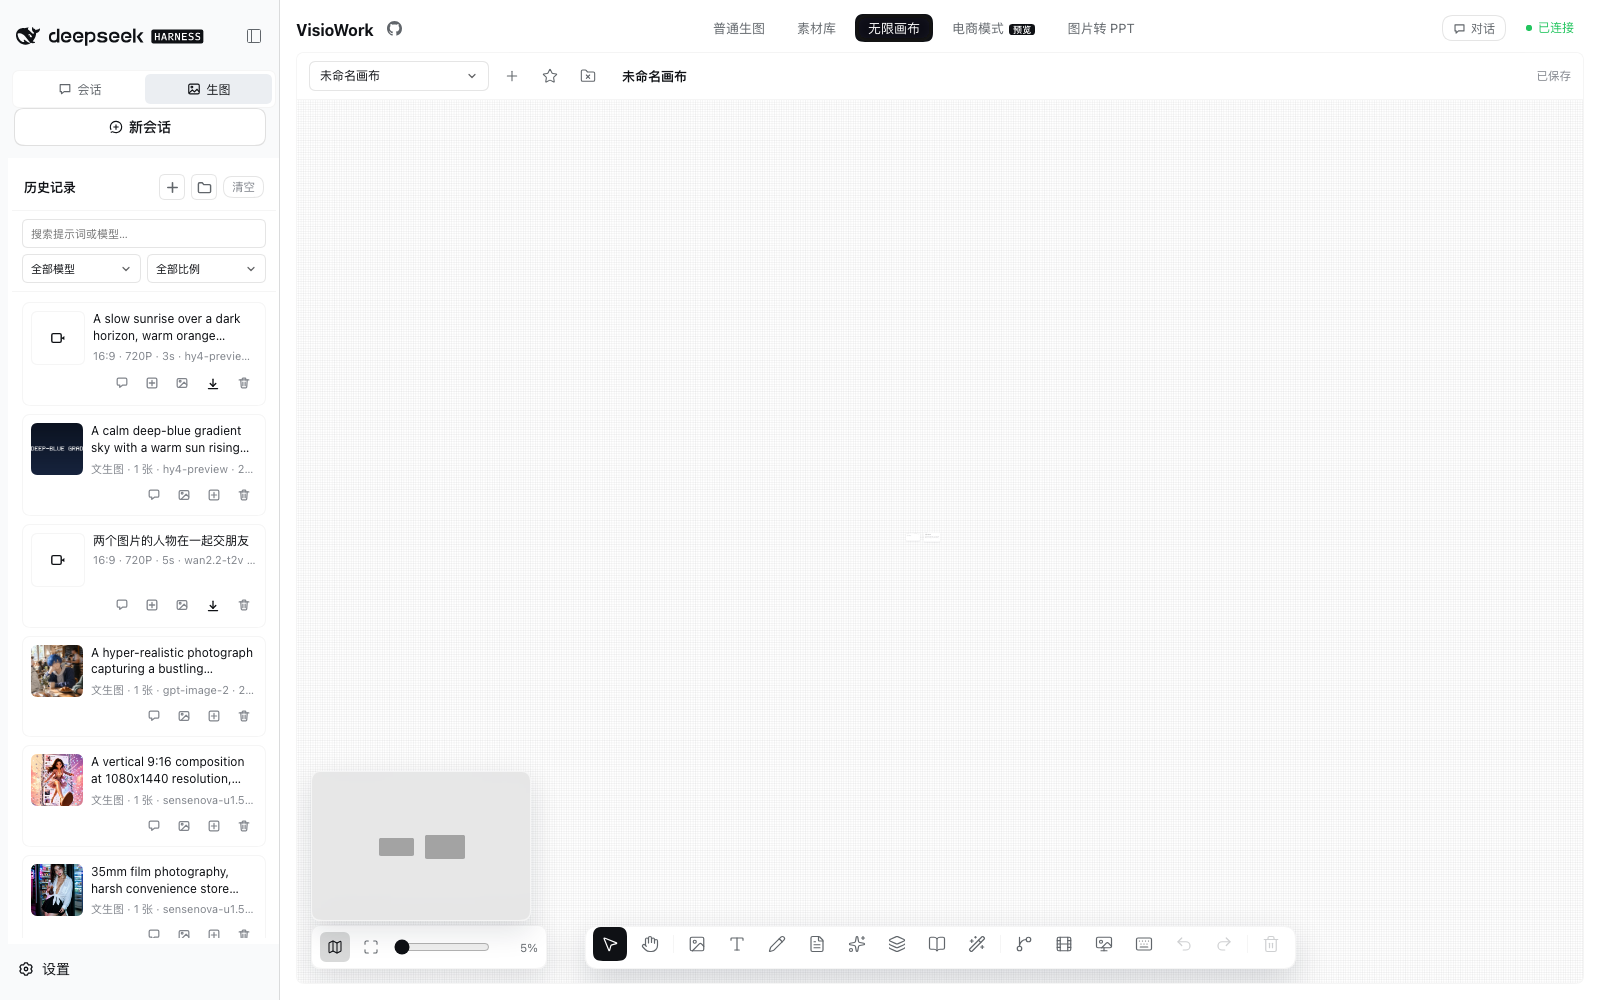 deepseek HARNESS
会话
生图
新会话
历史记录
清空
搜索提示词或模型...
全部模型
全部比例
A slow sunrise over a dark
horizon, warm orange...
16:9 · 720P · 3s · hy4-previe...
A calm deep-blue gradient
sky with a warm sun rising...
文生图 · 1 张 · hy4-preview · 2...
DEEP-BLUE GRAD
两个图片的人物在一起交朋友
16:9 · 720P · 5s · wan2.2-t2v ...
A hyper-realistic photograph
capturing a bustling...
文生图 · 1 张 · gpt-image-2 · 2...
A vertical 9:16 composition
at 1080x1440 resolution,...
文生图 · 1 张 · sensenova-u1.5...
35mm film photography,
harsh convenience store...
文生图 · 1 张 · sensenova-u1.5...
设置
VisioWork
普通生图
素材库
无限画布
电商模式 预览
图片转 PPT
对话
已连接
未命名画布
未命名画布
已保存
5%